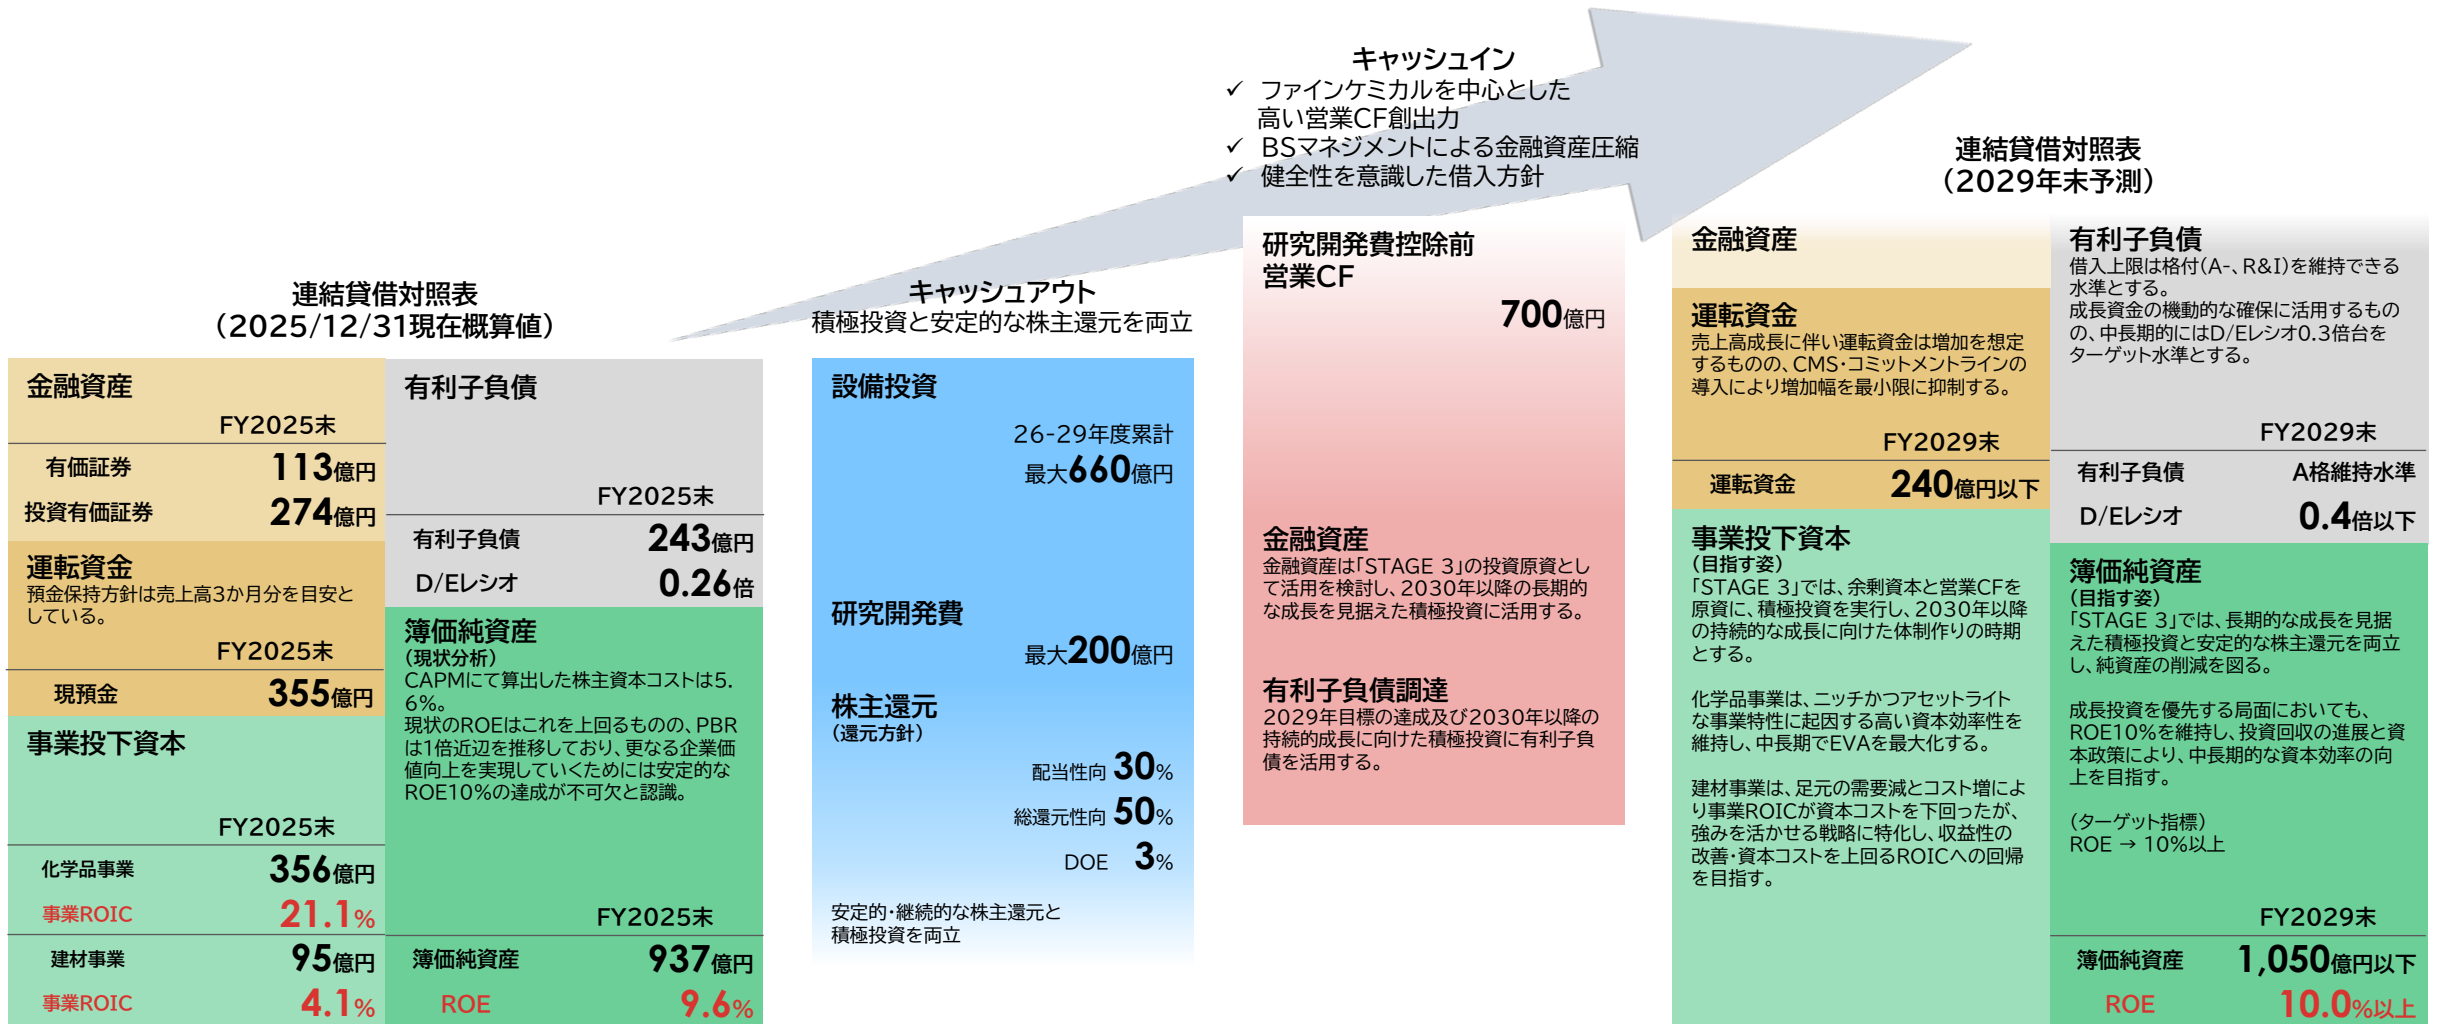 連結貸借対照表
（2025/12/31現在概算値）
金融資産
FY2025末
有価証券 113億円
投資有価証券 274億円
運転資金
預金保持方針は売上高3か月分を目安と
している。
FY2025末
現預金 355億円
事業投下資本
FY2025末
化学品事業 356億円
事業ROIC 21.1%
建材事業 95億円
事業ROIC 4.1%
有利子負債
FY2025末
有利子負債 243億円
D/Eレシオ 0.26倍
簿価純資産
（現状分析）
CAPMにて算出した株主資本コストは5.
6%。
現状のROEはこれを上回るものの、PBR
は1倍近辺を推移しており、更なる企業価
値向上を実現していくためには安定的な
ROE10%の達成が不可欠と認識。
FY2025末
簿価純資産 937億円
ROE 9.6%
キャッシュアウト
積極投資と安定的な株主還元を両立
設備投資
26-29年度累計
最大660億円
研究開発費
最大200億円
株主還元
（還元方針）
配当性向 30%
総還元性向 50%
DOE 3%
安定的・継続的な株主還元と
積極投資を両立
キャッシュイン
✓ ファインケミカルを中心とした
高い営業CF創出力
✓ BSマネジメントによる金融資産圧縮
✓ 健全性を意識した借入方針
研究開発費控除前
営業CF
700億円
金融資産
金融資産は「STAGE 3」の投資原資とし
て活用を検討し、2030年以降の長期的
な成長を見据えた積極投資に活用する。
有利子負債調達
2029年目標の達成及び2030年以降の
持続的成長に向けた積極投資に有利子負
債を活用する。
連結貸借対照表
（2029年末予測）
金融資産
運転資金
売上高成長に伴い運転資金は増加を想定
するものの、CMS・コミットメントラインの
導入により増加幅を最小限に抑制する。
FY2029末
運転資金 240億円以下
事業投下資本
（目指す姿）
「STAGE 3」では、余剰資本と営業CFを
原資に、積極投資を実行し、2030年以降
の持続的な成長に向けた体制作りの時期
とする。
化学品事業は、ニッチかつアセットライト
な事業特性に起因する高い資本効率性を
維持し、中長期でEVAを最大化する。
建材事業は、足元の需要減とコスト増によ
り事業ROICが資本コストを下回ったが、
強みを活かせる戦略に特化し、収益性の
改善・資本コストを上回るROICへの回帰
を目指す。
有利子負債
借入上限は格付（A-、R&I）を維持できる
水準とする。
成長資金の機動的な確保に活用するもの
の、中長期的にはD/Eレシオ0.3倍台を
ターゲット水準とする。
FY2029末
有利子負債 A格維持水準
D/Eレシオ 0.4倍以下
簿価純資産
（目指す姿）
「STAGE 3」では、長期的な成長を見据
えた積極投資と安定的な株主還元を両立
し、純資産の削減を図る。
成長投資を優先する局面においても、
ROE10%を維持し、投資回収の進展と資
本政策により、中長期的な資本効率の向
上を目指す。
（ターゲット指標）
ROE → 10%以上
FY2029末
簿価純資産 1,050億円以下
ROE 10.0%以上